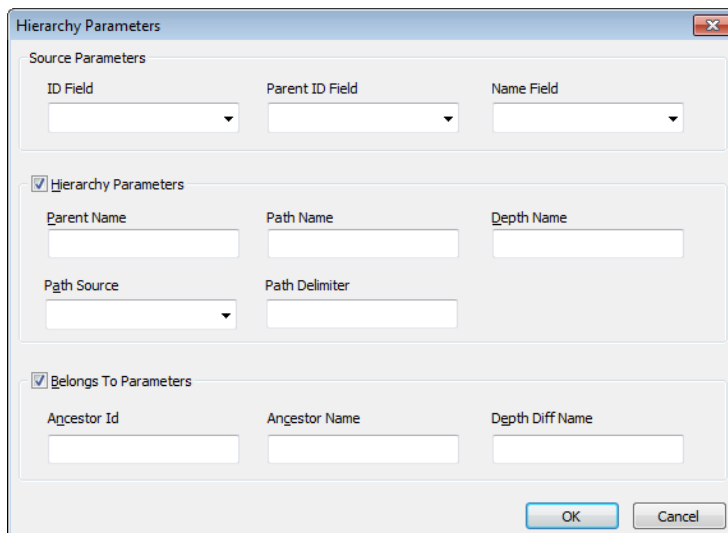 Hierarchy Parameters
Source Parameters
ID Field Parent ID Field Name Field
Hierarchy Parameters
Parent Name Path Name Depth Name
Path Source Path Delimiter
Belongs To Parameters
Ancestor Id Ancestor Name Depth Diff Name
OK Cancel